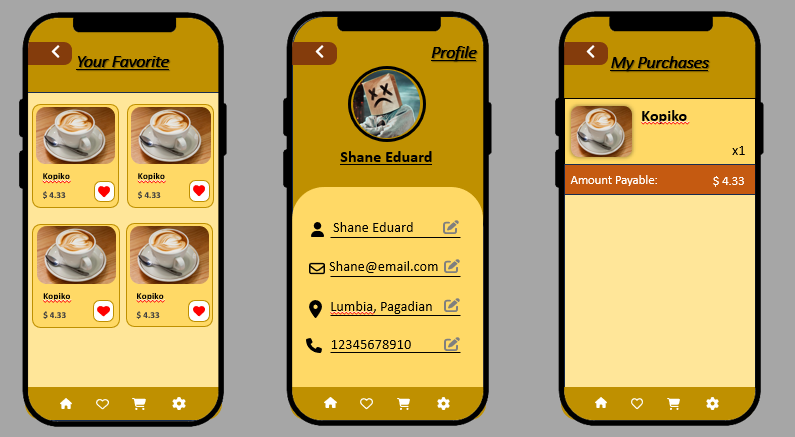 Your Favorite
Kopiko
$ 4.33
Kopiko
$ 4.33
Kopiko
$ 4.33
Kopiko
$ 4.33
Profile
Shane Eduard
Shane Eduard
Shane@email.com
Lumbia, Pagadian
12345678910
My Purchases
Kopiko
x1
Amount Payable: $ 4.33